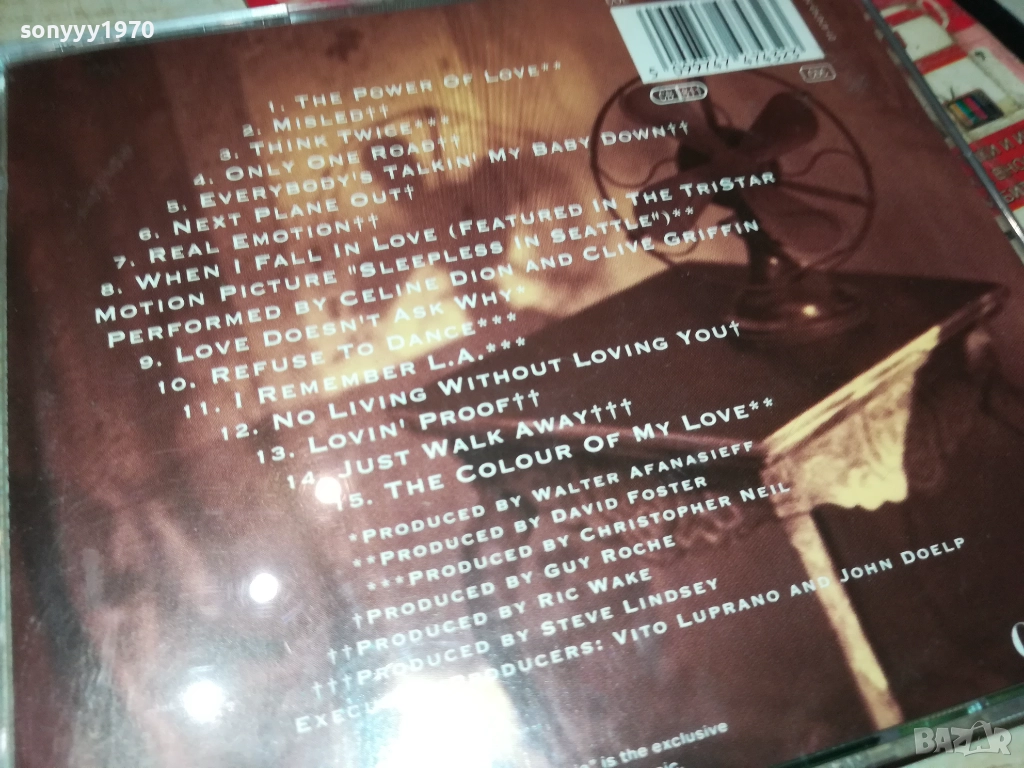 sonyyy1970
1. The Power Of Love**
2. Misled††
3. Think Twice***
4. Only One Road††
5. Everybody's Talkin' My Baby Down††
6. Next Plane Out†
7. Real Emotion††
8. When I Fall In Love (Featured In The TriStar
Motion Picture "Sleepless In Seattle")**
Performed by Celine Dion and Clive Griffin
9. Love Doesn't Ask Why*
10. Refuse To Dance***
11. I Remember L.A.***
12. No Living Without Loving You†
13. Lovin' Proof††
14. Just Walk Away†††
15. The Colour Of My Love**
*Produced by Walter Afanasieff
**Produced by David Foster
***Produced by Christopher Neil
†Produced by Guy Roche
††Produced by Ric Wake
†††Produced by Steve Lindsey
Producers: Vito Luprano and John Doelp
is the exclusive
BAZAR